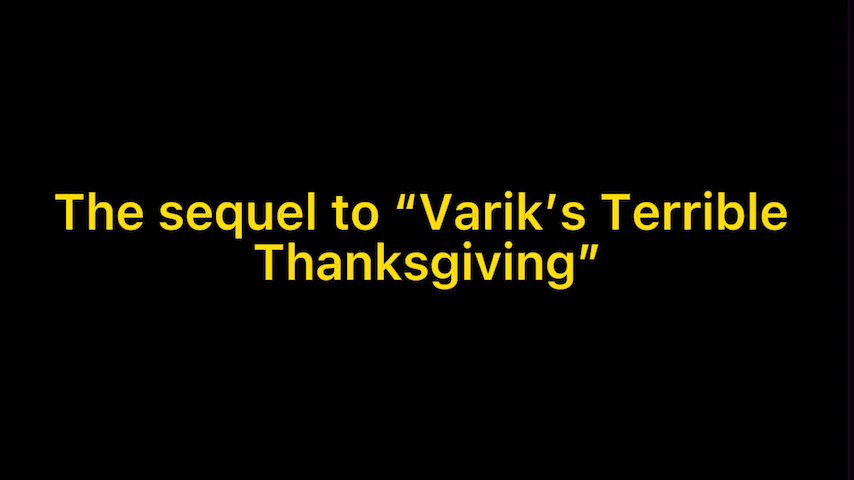 The sequel to “Varik’s Terrible
Thanksgiving”